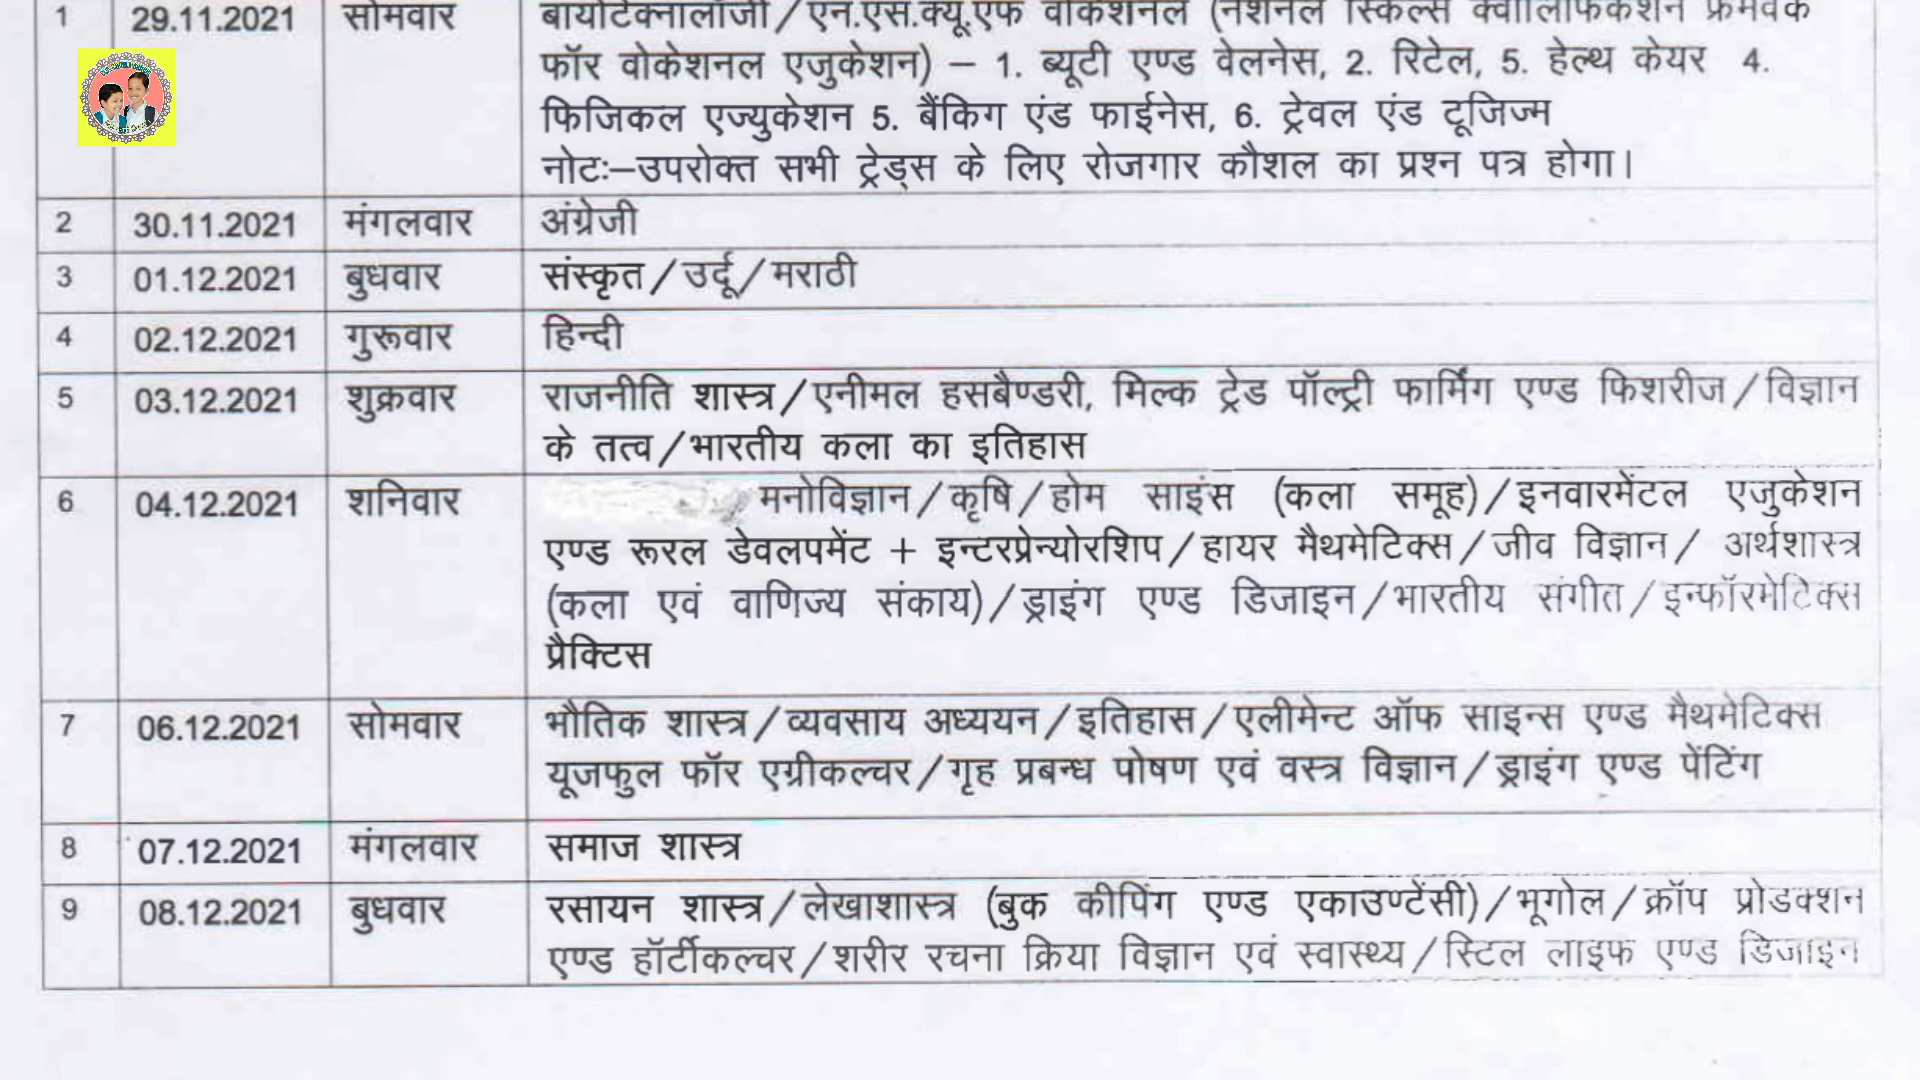 1 29.11.2021 सोमवार बायोटेक्नोलॉजी/एन.एस.क्यू.एफ वोकेशनल (नेशनल स्किल्स क्वालिफिकेशन फ्रेमवर्क
फॉर वोकेशनल एजुकेशन) – 1. ब्यूटी एण्ड वेलनेस, 2. रिटेल, 5. हेल्थ केयर 4.
फिजिकल एज्युकेशन 5. बैंकिग एंड फाईनेस, 6. ट्रेवल एंड टूजिज्म
नोटः–उपरोक्त सभी ट्रेड्स के लिए रोजगार कौशल का प्रश्न पत्र होगा।
2 30.11.2021 मंगलवार अंग्रेजी
3 01.12.2021 बुधवार संस्कृत/उर्दू/मराठी
4 02.12.2021 गुरूवार हिन्दी
5 03.12.2021 शुक्रवार राजनीति शास्त्र/एनीमल हसबैण्डरी, मिल्क ट्रेड पॉल्ट्री फार्मिंग एण्ड फिशरीज/विज्ञान
के तत्व/भारतीय कला का इतिहास
6 04.12.2021 शनिवार मनोविज्ञान/कृषि/होम साइंस (कला समूह)/इनवारमेंटल एजुकेशन
एण्ड रूरल डेवलपमेंट + इन्टरप्रेन्योरशिप/हायर मैथमेटिक्स/जीव विज्ञान/ अर्थशास्त्र
(कला एवं वाणिज्य संकाय)/ड्राइंग एण्ड डिजाइन/भारतीय संगीत/इन्फॉरमेटिक्स
प्रैक्टिस
7 06.12.2021 सोमवार भौतिक शास्त्र/व्यवसाय अध्ययन/इतिहास/एलीमेन्ट ऑफ साइन्स एण्ड मैथमेटिक्स
यूजफुल फॉर एग्रीकल्चर/गृह प्रबन्ध पोषण एवं वस्त्र विज्ञान/ड्राइंग एण्ड पेंटिंग
8 07.12.2021 मंगलवार समाज शास्त्र
9 08.12.2021 बुधवार रसायन शास्त्र/लेखाशास्त्र (बुक कीपिंग एण्ड एकाउण्टेंसी)/भूगोल/क्रॉप प्रोडक्शन
एण्ड हॉर्टीकल्चर/शरीर रचना क्रिया विज्ञान एवं स्वास्थ्य/स्टिल लाइफ एण्ड डिजाइन